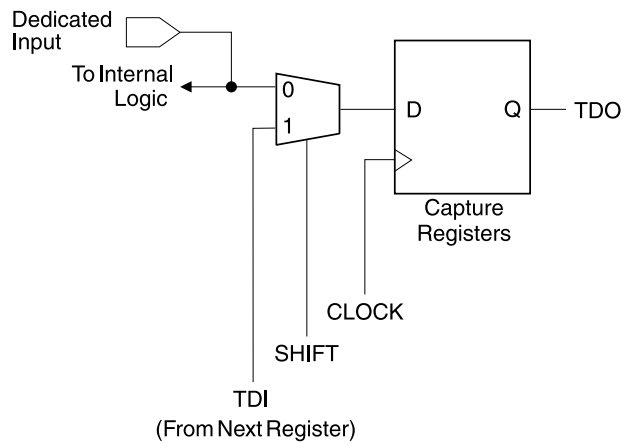 Dedicated
Input
To Internal
Logic
0
1
D
Q
TDO
Capture
Registers
CLOCK
SHIFT
TDI
(From Next Register)